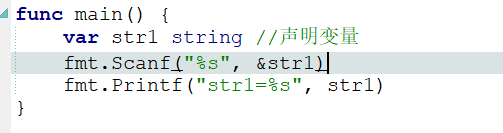 func main() {
    var str1 string //声明变量
    fmt.Scanf("%s", &str1)
    fmt.Printf("str1=%s", str1)
}